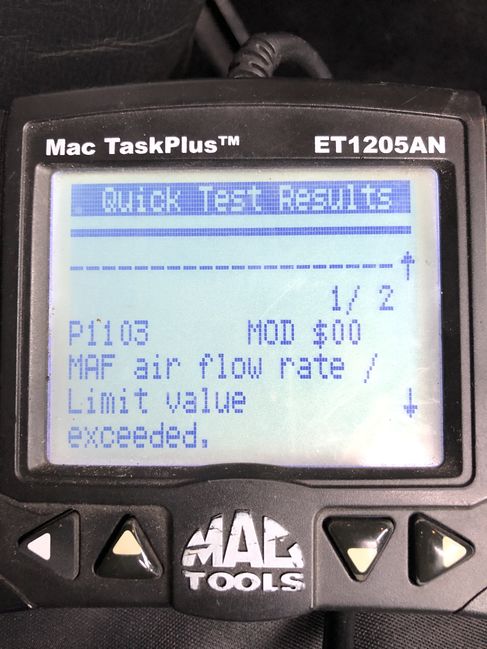 Mac TaskPlus™ ET1205AN
Quick Test Results
1/ 2
P1103 MOD $00
MAF air flow rate /
Limit value
exceeded.
MAC
TOOLS